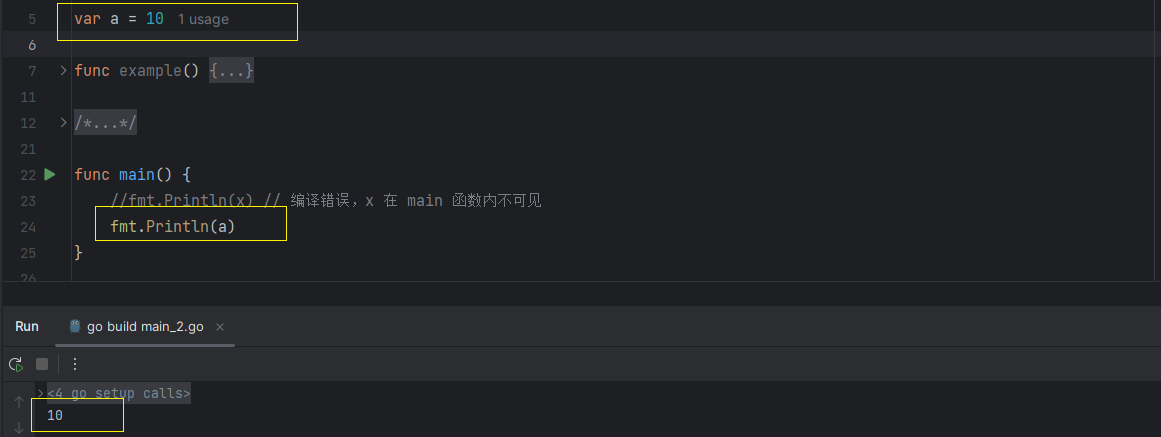 5 var a = 10 1 usage
6
7 func example() {...}
11
12 /*...*/
21
22 func main() {
23 //fmt.Println(x) // 编译错误，x 在 main 函数内不可见
24 fmt.Println(a)
25 }
26
Run go build main_2.go ×
<4 go setup calls>
10